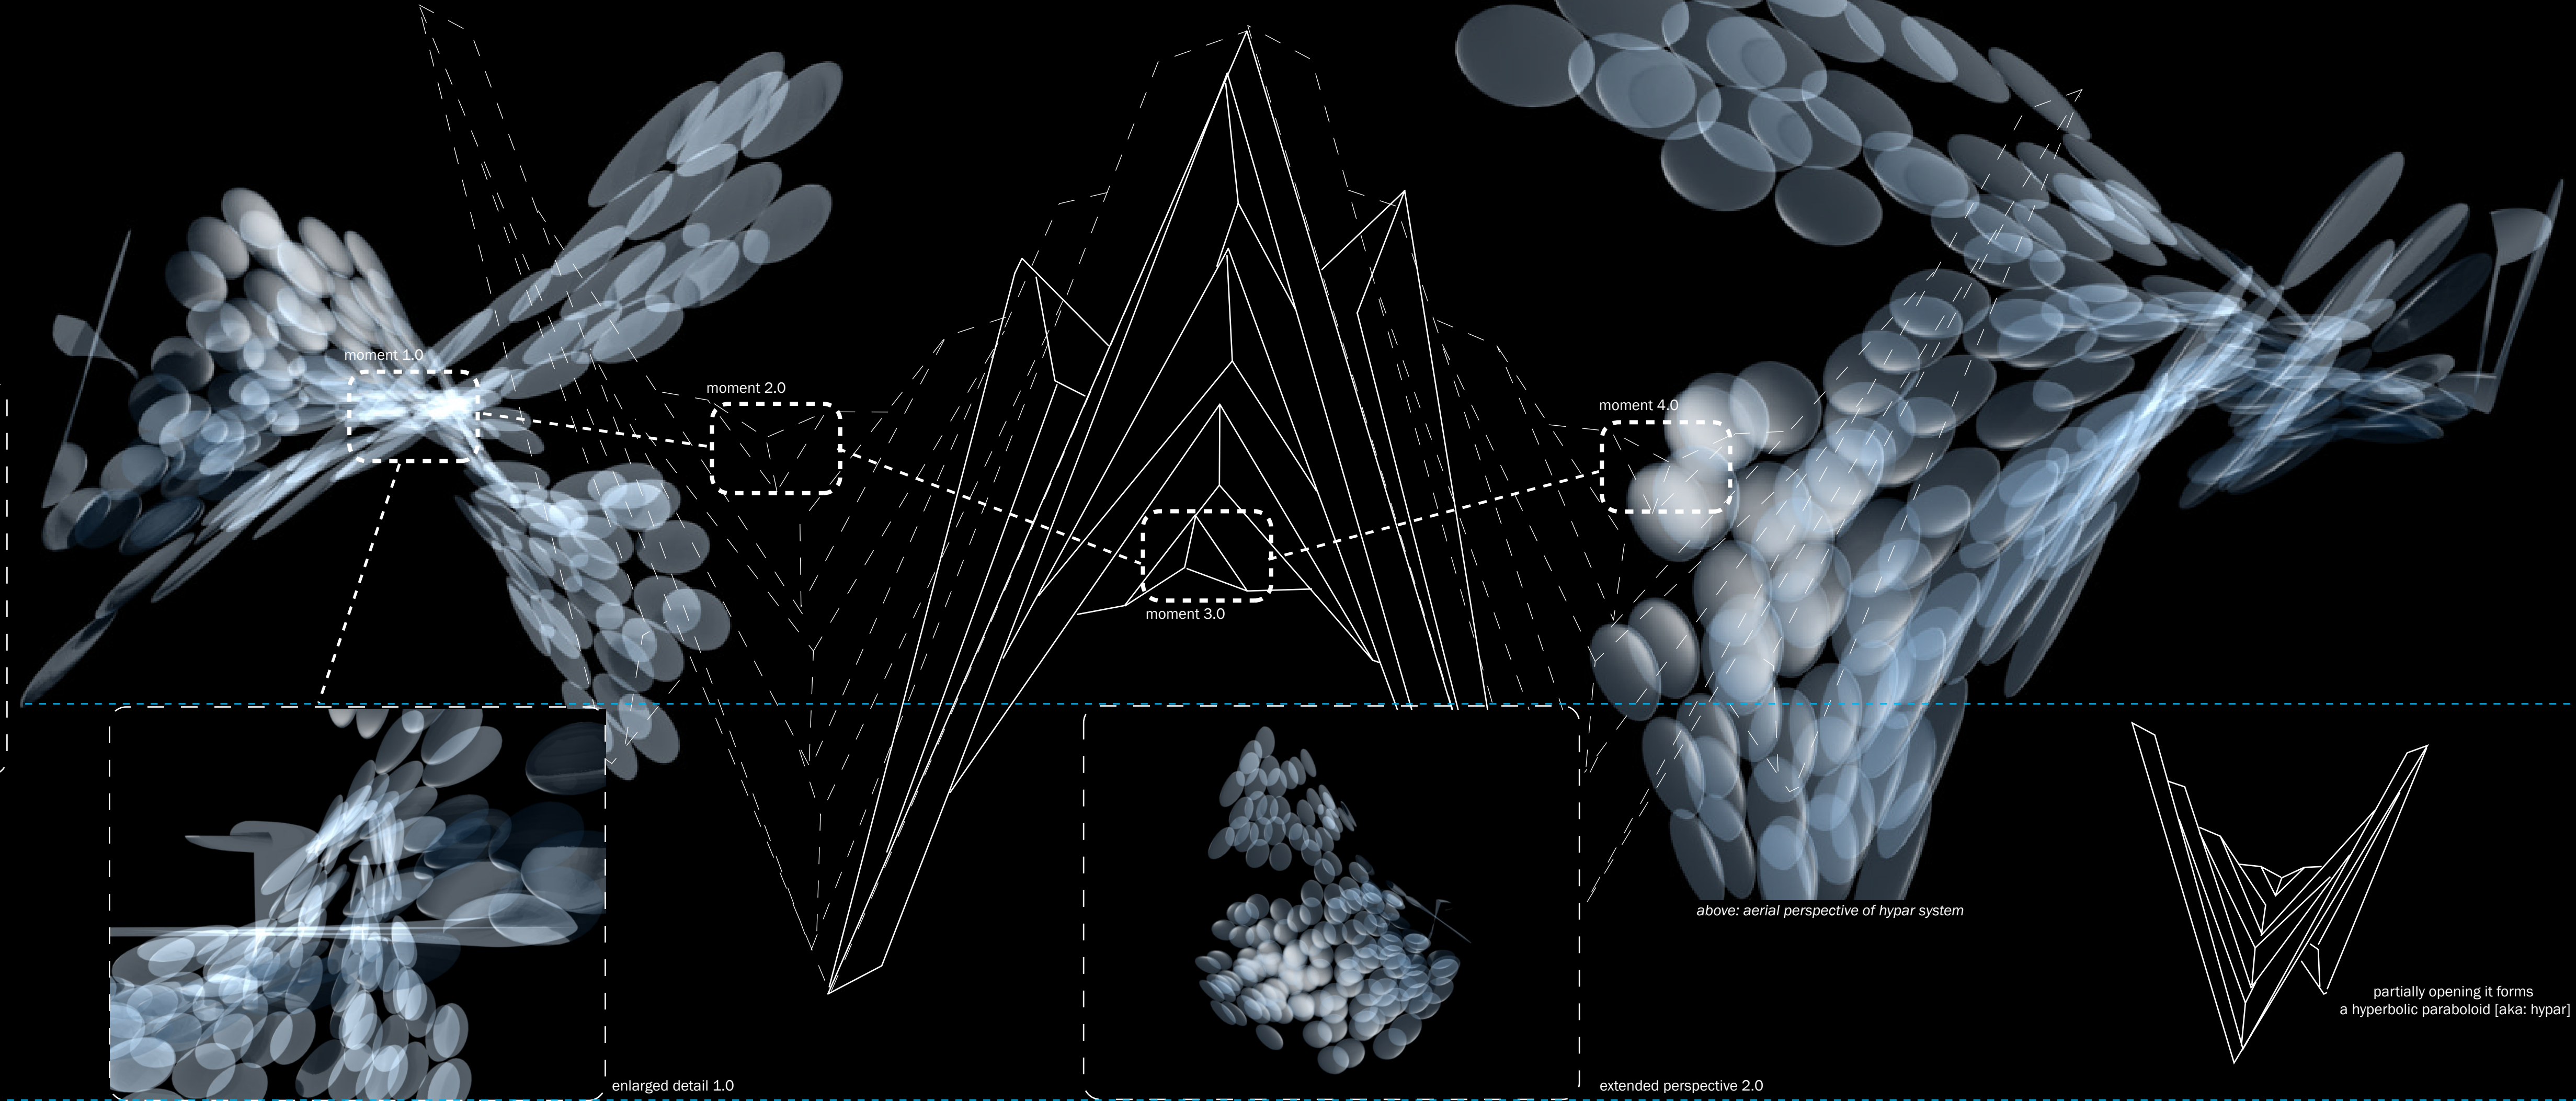 moment 1.0
moment 2.0
moment 4.0
moment 3.0
above: aerial perspective of hypar system
partially opening it forms
a hyperbolic paraboloid [aka: hypar]
enlarged detail 1.0
extended perspective 2.0